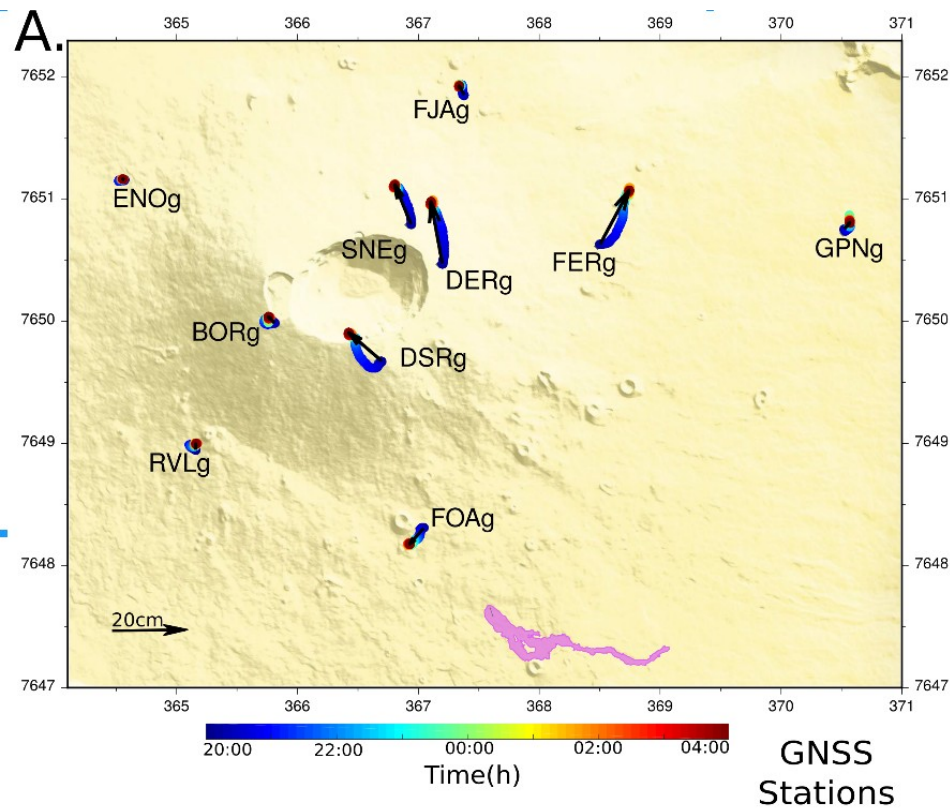 A.
365 366 367 368 369 370 371
7652 7652
FJAg
7651 7651
ENOg
SNEg
DERg
FERg
GPNg
7650 7650
BORg
DSRg
7649 7649
RVLg
FOAg
7648 7648
20cm
7647 7647
365 366 367 368 369 370 371
20:00 22:00 00:00 02:00 04:00
Time(h)
GNSS
Stations